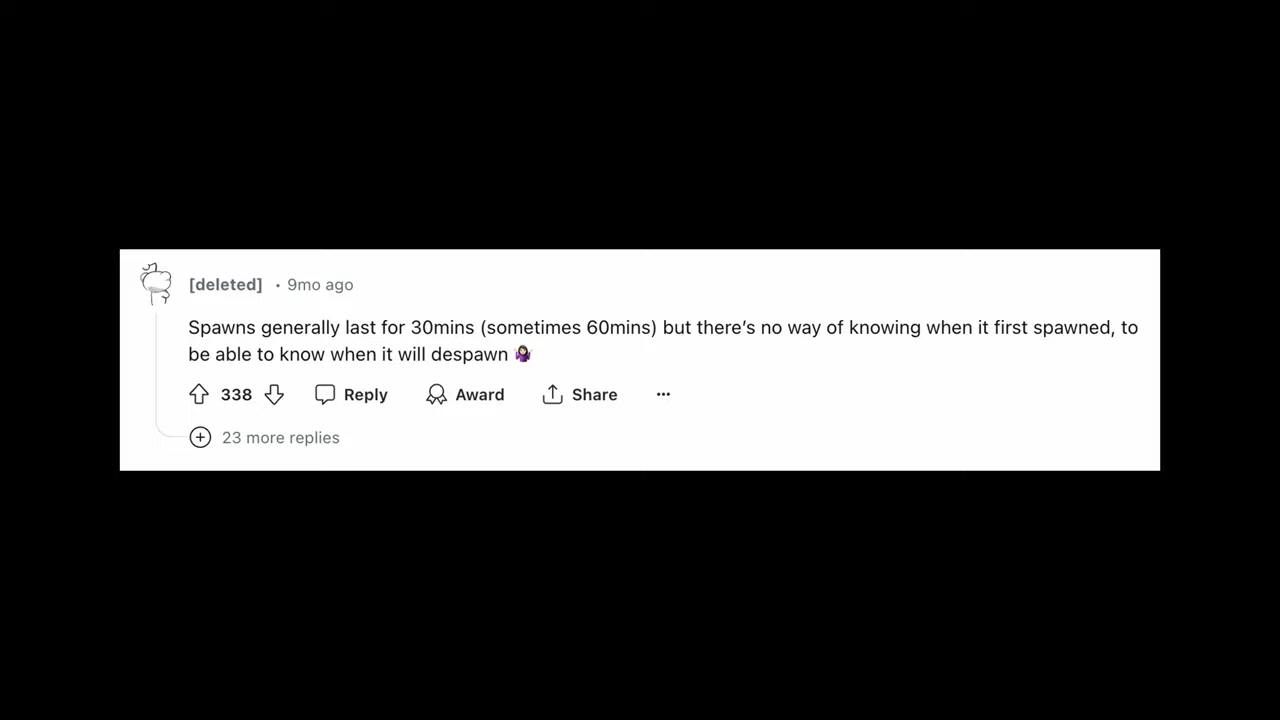 [deleted] • 9mo ago
Spawns generally last for 30mins (sometimes 60mins) but there's no way of knowing when it first spawned, to
be able to know when it will despawn 🤷🏻‍♀️
338 Reply Award Share ...
23 more replies